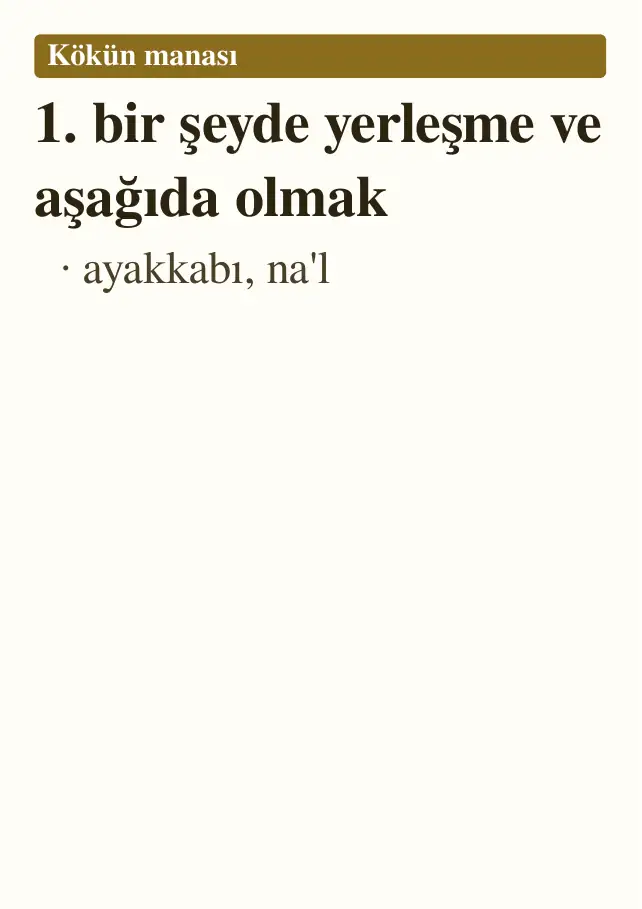 Kökün manası
1. bir şeyde yerleşme ve
aşağıda olmak
· ayakkabı, na'l